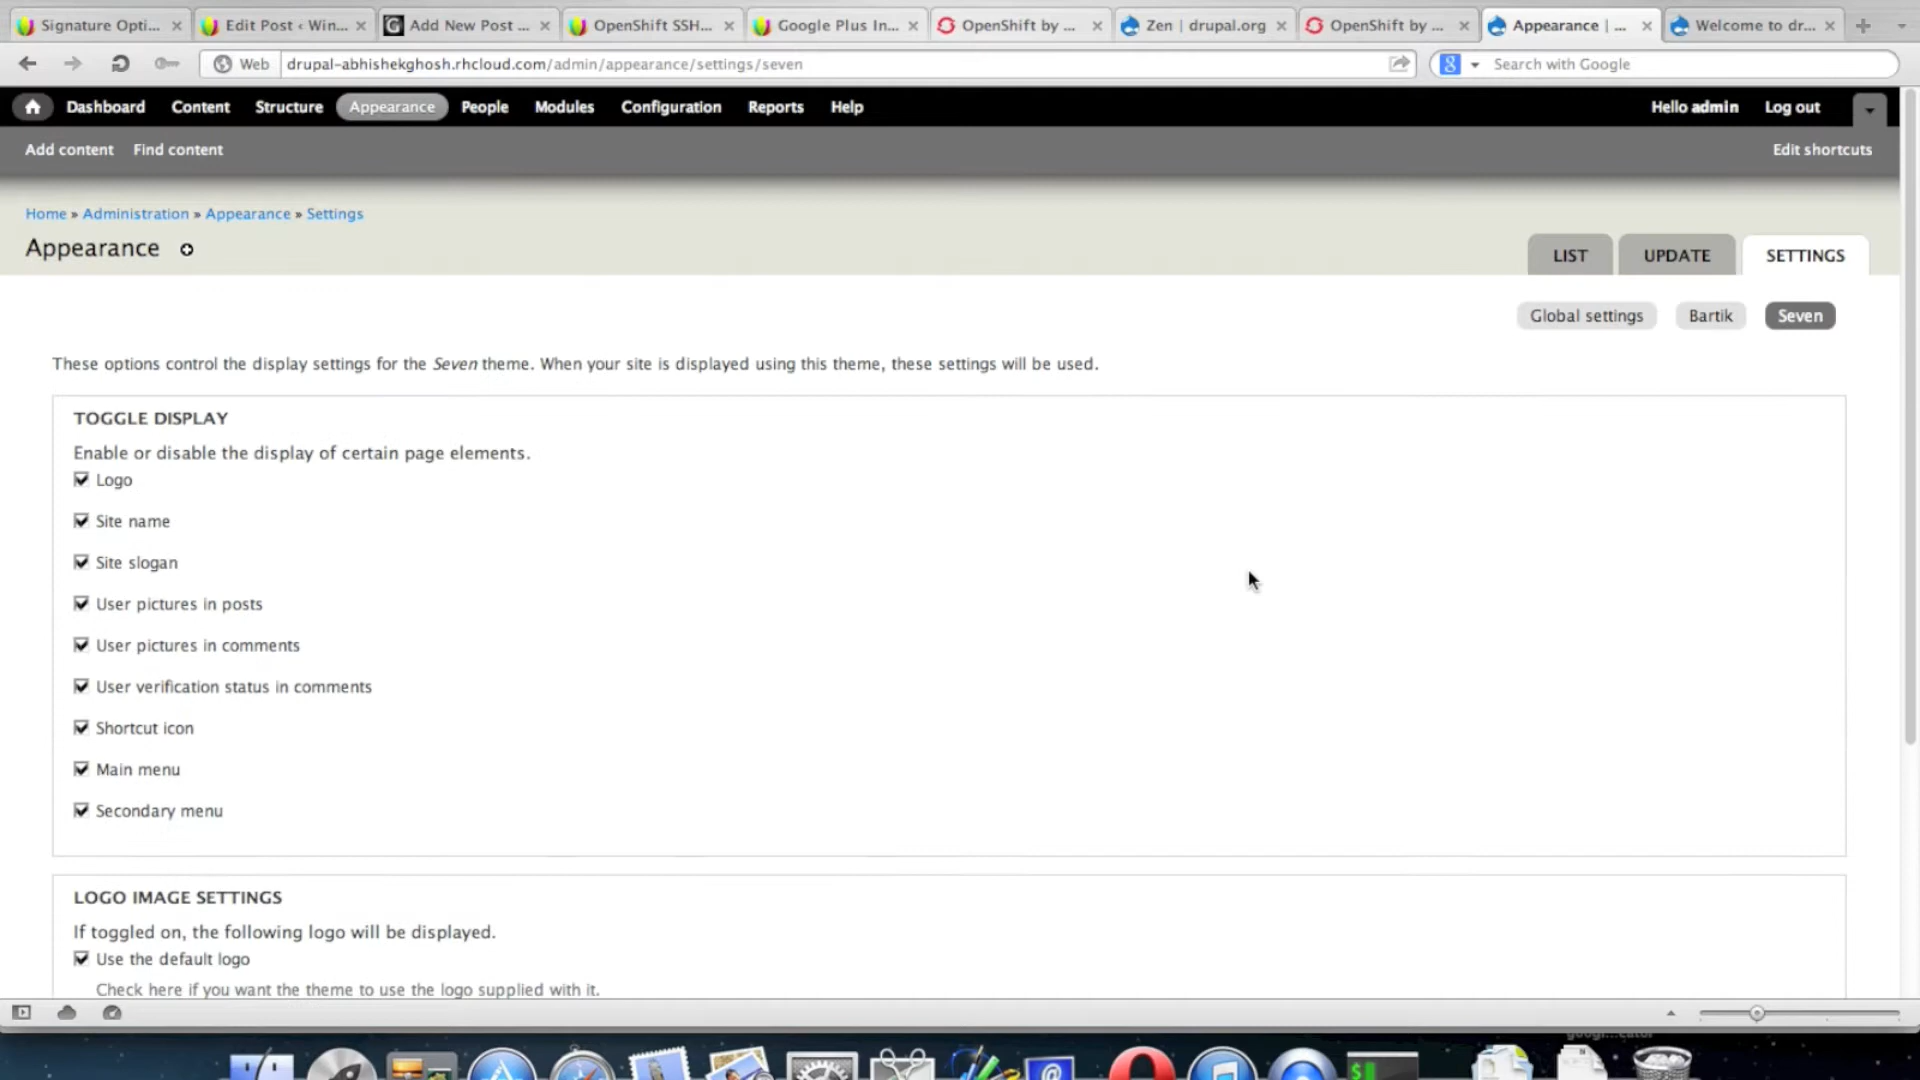 Signature Opti... Edit Post ‹ Win... Add New Post ... OpenShift SSH... Google Plus In... OpenShift by ... Zen | drupal.org OpenShift by ... Appearance | ... Welcome to dr...
Web drupal-abhishekghosh.rhcloud.com/admin/appearance/settings/seven Search with Google
Dashboard Content Structure Appearance People Modules Configuration Reports Help Hello admin Log out
Add content Find content Edit shortcuts
Home » Administration » Appearance » Settings
Appearance
LIST UPDATE SETTINGS
Global settings Bartik Seven
These options control the display settings for the Seven theme. When your site is displayed using this theme, these settings will be used.
TOGGLE DISPLAY
Enable or disable the display of certain page elements.
Logo
Site name
Site slogan
User pictures in posts
User pictures in comments
User verification status in comments
Shortcut icon
Main menu
Secondary menu
LOGO IMAGE SETTINGS
If toggled on, the following logo will be displayed.
Use the default logo
Check here if you want the theme to use the logo supplied with it.